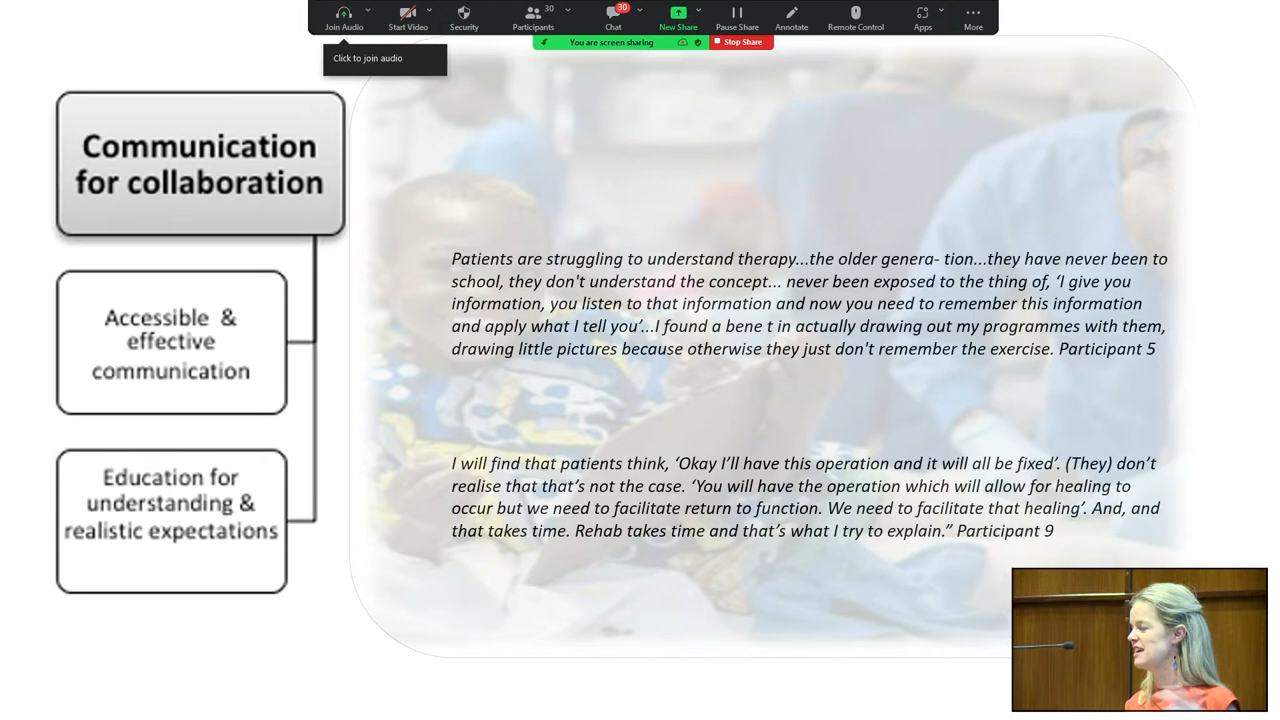 Join Audio
Start Video
Security
30
Participants
30
Chat
New Share
Pause Share
Annotate
Remote Control
Apps
More
You are screen sharing
Stop Share
Click to join audio
Communication
for collaboration
Accessible &
effective
communication
Education for
understanding &
realistic expectations
Patients are struggling to understand therapy...the older genera- tion...they have never been to
school, they don't understand the concept... never been exposed to the thing of, ‘I give you
information, you listen to that information and now you need to remember this information
and apply what I tell you’...I found a bene t in actually drawing out my programmes with them,
drawing little pictures because otherwise they just don't remember the exercise. Participant 5
I will find that patients think, ‘Okay I’ll have this operation and it will all be fixed’. (They) don’t
realise that that’s not the case. ‘You will have the operation which will allow for healing to
occur but we need to facilitate return to function. We need to facilitate that healing’. And, and
that takes time. Rehab takes time and that’s what I try to explain.” Participant 9